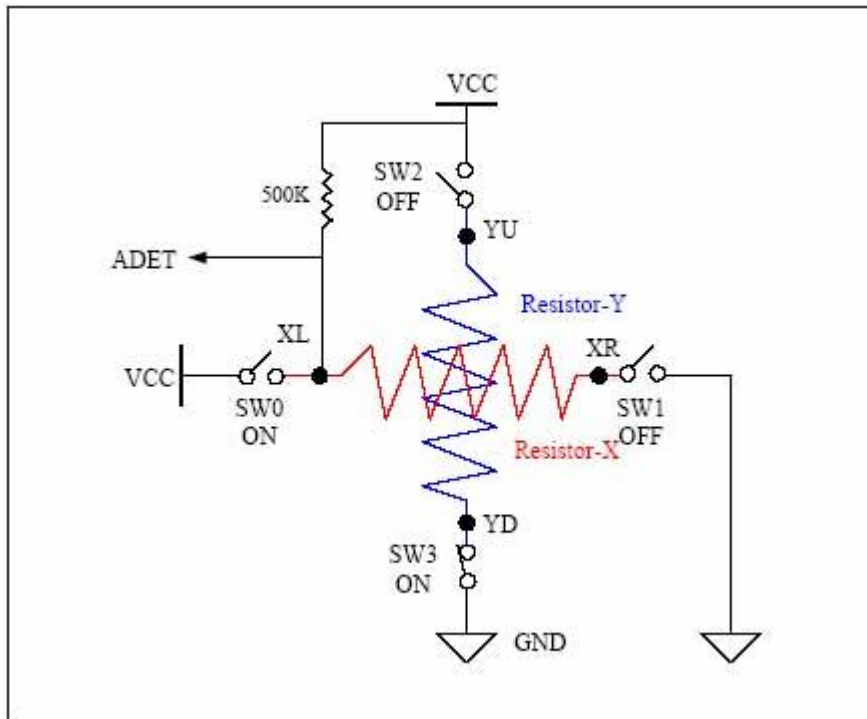 VCC
SW2
OFF
500K
YU
ADET
Resistor-Y
XL
XR
VCC
SW0
ON
SW1
OFF
Resistor-X
YD
SW3
ON
GND